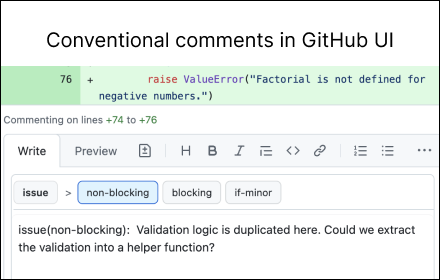 Conventional comments in GitHub UI
76 + raise ValueError("Factorial is not defined for
negative numbers.")
Commenting on lines +74 to +76
Write Preview H B I <> ...
issue > non-blocking blocking if-minor
issue(non-blocking): Validation logic is duplicated here. Could we extract
the validation into a helper function?